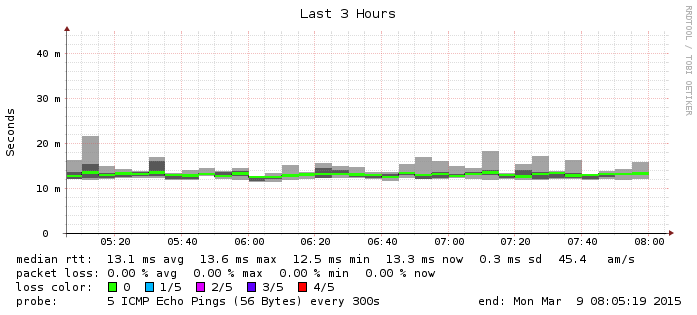 Last 3 Hours
RRDTOOL / TOBI OETIKER
Seconds
40 m
30 m
20 m
10 m
0
05:20 05:40 06:00 06:20 06:40 07:00 07:20 07:40 08:00
median rtt: 13.1 ms avg 13.6 ms max 12.5 ms min 13.3 ms now 0.3 ms sd 45.4 am/s
packet loss: 0.00 % avg 0.00 % max 0.00 % min 0.00 % now
loss color: 0 1/5 2/5 3/5 4/5
probe: 5 ICMP Echo Pings (56 Bytes) every 300s end: Mon Mar 9 08:05:19 2015